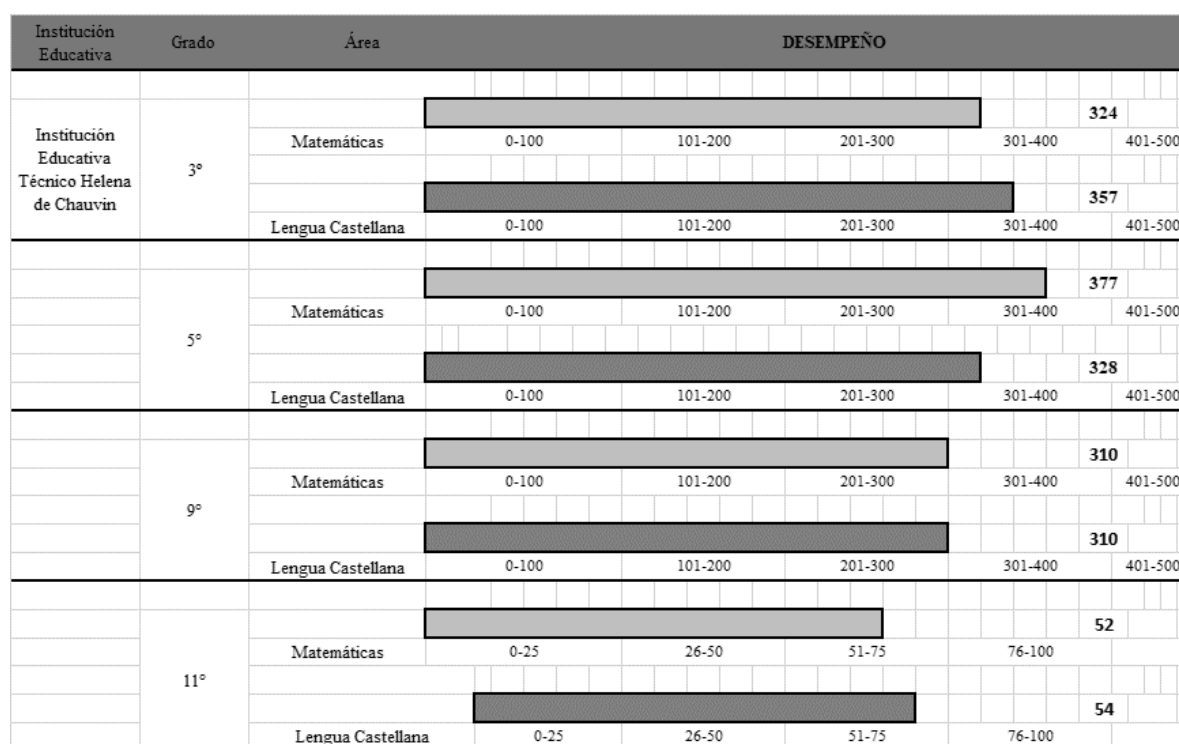 Institución
Educativa
Grado
Área
DESEMPEÑO
Institución
Educativa
Técnico Helena
de Chauvin
3º
324
Matemáticas 0-100 101-200 201-300 301-400 401-500
357
Lengua Castellana 0-100 101-200 201-300 301-400 401-500
5°
377
Matemáticas 0-100 101-200 201-300 301-400 401-500
328
Lengua Castellana 0-100 101-200 201-300 301-400 401-500
9°
310
Matemáticas 0-100 101-200 201-300 301-400 401-500
310
Lengua Castellana 0-100 101-200 201-300 301-400 401-500
11°
52
Matemáticas 0-25 26-50 51-75 76-100
54
Lengua Castellana 0-25 26-50 51-75 76-100